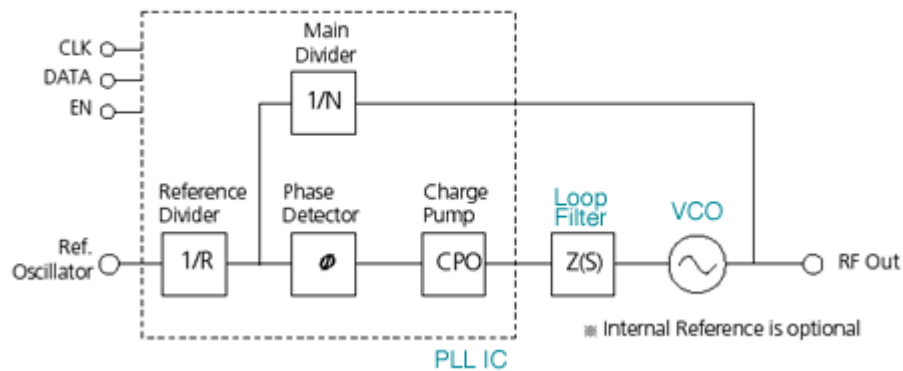 CLK
DATA
EN
Main
Divider
1/N
Reference
Divider
Phase
Detector
Charge
Pump
Loop
Filter
VCO
Ref.
Oscillator
1/R
Φ
CPO
Z(S)
RF Out
※ Internal Reference is optional
PLL IC